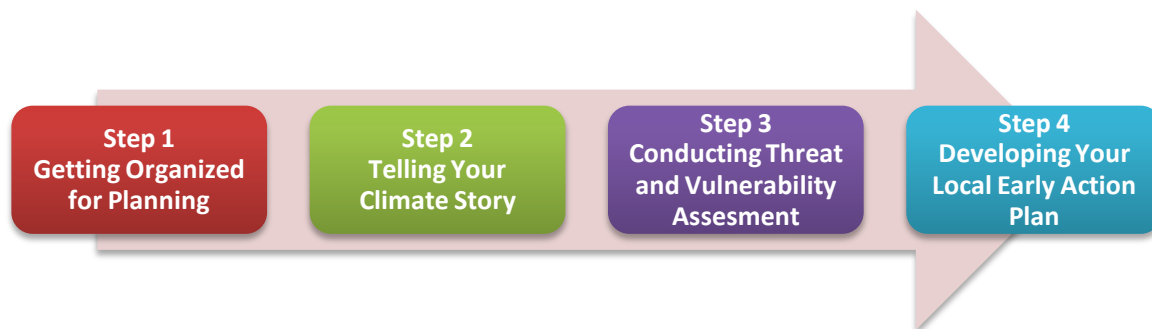 Step 1
Getting Organized
for Planning
Step 2
Telling Your
Climate Story
Step 3
Conducting Threat
and Vulnerability
Assesment
Step 4
Developing Your
Local Early Action
Plan